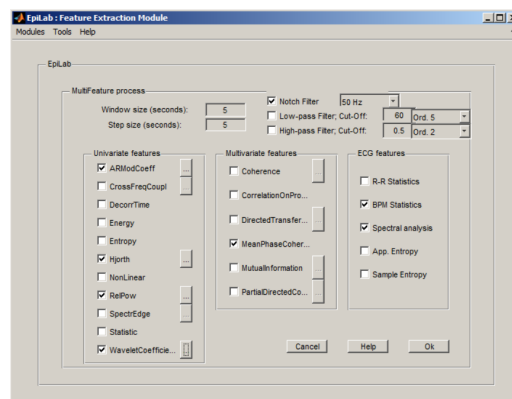 EpiLab : Feature Extraction Module
Modules Tools Help
EpiLab
MultiFeature process
Window size (seconds): 5
Step size (seconds): 5
Notch Filter 50 Hz
Low-pass Filter; Cut-Off: 60 Ord. 5
High-pass Filter; Cut-Off: 0.5 Ord. 2
Univariate features
ARModCoeff ...
CrossFreqCoupl ...
DecorrTime
Energy
Entropy
Hjorth ...
NonLinear
RelPow ...
SpectrEdge ...
Statistic
WaveletCoefficie...
Multivariate features
Coherence ...
CorrelationOnPro...
DirectedTransfer... ...
MeanPhaseCoher...
MutualInformation ...
PartialDirectedCo... ...
ECG features
R-R Statistics
BPM Statistics
Spectral analysis
App. Entropy
Sample Entropy
Cancel Help Ok